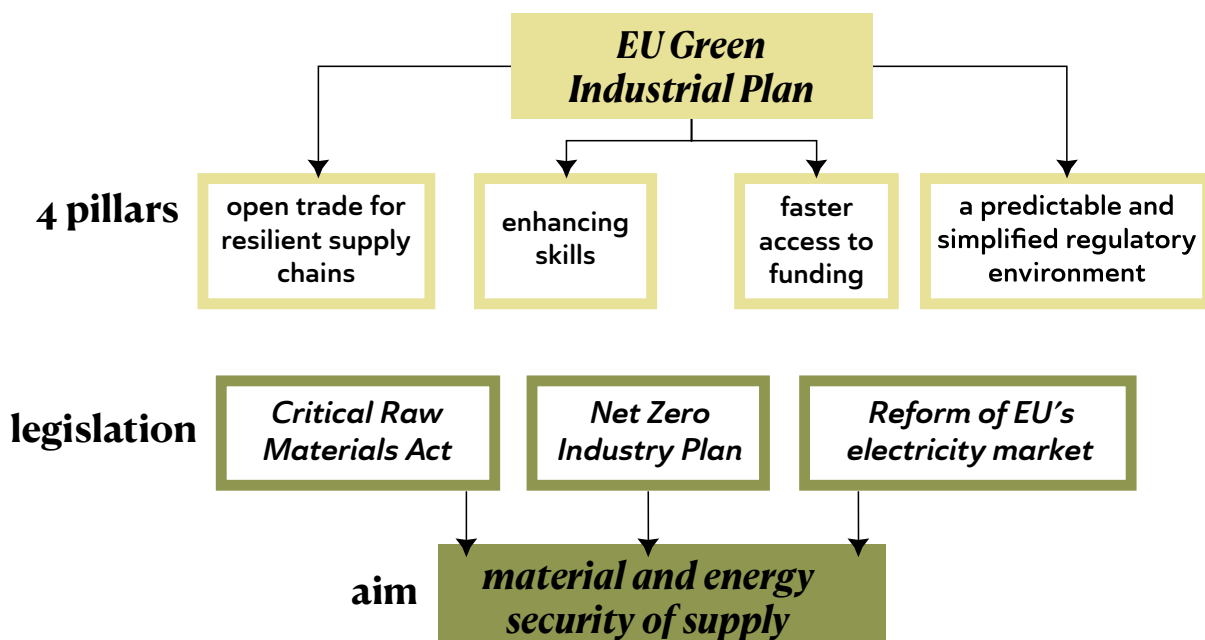 EU Green
Industrial Plan
4 pillars
open trade for
resilient supply
chains
enhancing
skills
faster
access to
funding
a predictable and
simplified regulatory
environment
legislation
Critical Raw
Materials Act
Net Zero
Industry Plan
Reform of EU's
electricity market
aim
material and energy
security of supply